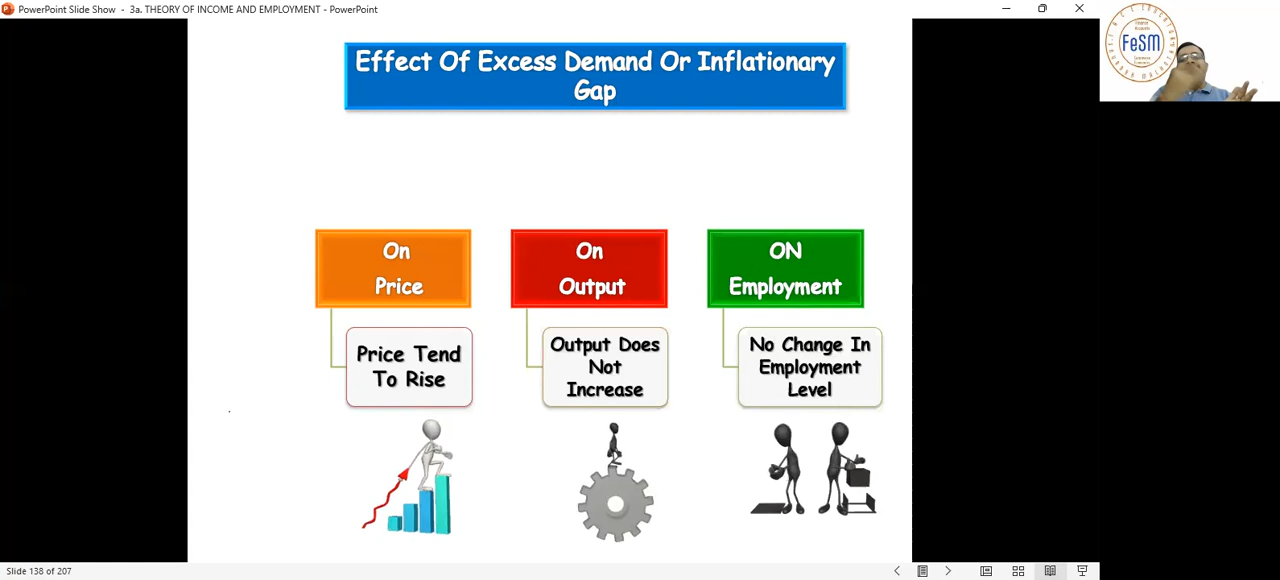 PowerPoint Slide Show - 3a. THEORY OF INCOME AND EMPLOYMENT - PowerPoint
FeSM
Effect Of Excess Demand Or Inflationary
Gap
On
Price
On
Output
ON
Employment
Price Tend
To Rise
Output Does
Not
Increase
No Change In
Employment
Level
Slide 138 of 207